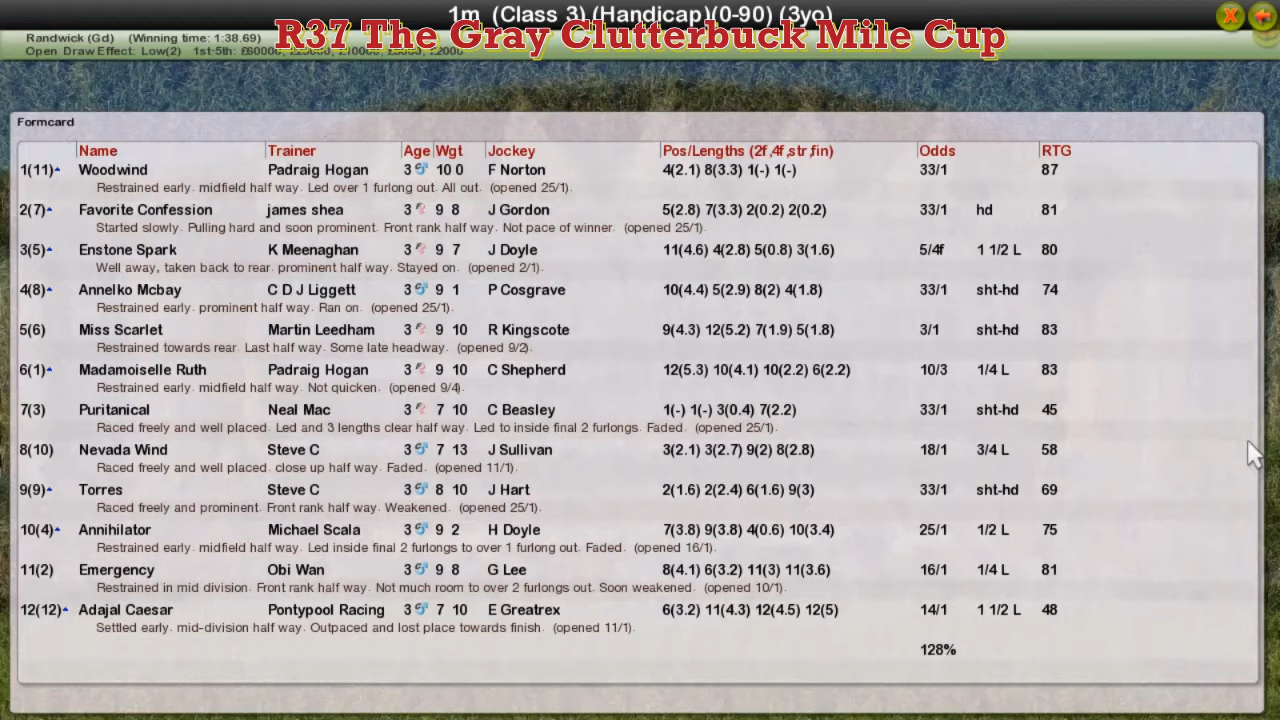 1m (Class 3) (Handicap)(0-90) (3yo)
R37 The Gray Clutterbuck Mile Cup
Randwick (Gd) (Winning time: 1:38.69)
Open Draw Effect: Low(2) 1st-5th: £60000,
Formcard
Name Trainer Age Wgt Jockey Pos/Lengths (2f,4f,str,fin) Odds RTG
1(11) Woodwind Padraig Hogan 3 10 0 F Norton 4(2.1) 8(3.3) 1(-) 1(-) 33/1 87
Restrained early. midfield half way. Led over 1 furlong out. All out. (opened 25/1).
2(7) Favorite Confession james shea 3 9 8 J Gordon 5(2.8) 7(3.3) 2(0.2) 2(0.2) 33/1 hd 81
Started slowly. Pulling hard and soon prominent. Front rank half way. Not pace of winner. (opened 25/1).
3(5) Enstone Spark K Meenaghan 3 9 7 J Doyle 11(4.6) 4(2.8) 5(0.8) 3(1.6) 5/4f 1 1/2 L 80
Well away, taken back to rear. prominent half way. Stayed on. (opened 2/1).
4(8) Annelko Mcbay C D J Liggett 3 9 1 P Cosgrave 10(4.4) 5(2.9) 8(2) 4(1.8) 33/1 sht-hd 74
Restrained early. prominent half way. Ran on. (opened 25/1).
5(6) Miss Scarlet Martin Leedham 3 9 10 R Kingscote 9(4.3) 12(5.2) 7(1.9) 5(1.8) 3/1 sht-hd 83
Restrained towards rear. Last half way. Some late headway. (opened 9/2).
6(1) Madamoiselle Ruth Padraig Hogan 3 9 10 C Shepherd 12(5.3) 10(4.1) 10(2.2) 6(2.2) 10/3 1/4 L 83
Restrained early. midfield half way. Not quicken. (opened 9/4).
7(3) Puritanical Neal Mac 3 7 10 C Beasley 1(-) 1(-) 3(0.4) 7(2.2) 33/1 sht-hd 45
Raced freely and well placed. Led and 3 lengths clear half way. Led to inside final 2 furlongs. Faded. (opened 25/1).
8(10) Nevada Wind Steve C 3 7 13 J Sullivan 3(2.1) 3(2.7) 9(2) 8(2.8) 18/1 3/4 L 58
Raced freely and well placed. close up half way. Faded. (opened 11/1).
9(9) Torres Steve C 3 8 10 J Hart 2(1.6) 2(2.4) 6(1.6) 9(3) 33/1 sht-hd 69
Raced freely and prominent. Front rank half way. Weakened. (opened 25/1).
10(4) Annihilator Michael Scala 3 9 2 H Doyle 7(3.8) 9(3.8) 4(0.6) 10(3.4) 25/1 1/2 L 75
Restrained early. midfield half way. Led inside final 2 furlongs to over 1 furlong out. Faded. (opened 16/1).
11(2) Emergency Obi Wan 3 9 8 G Lee 8(4.1) 6(3.2) 11(3) 11(3.6) 16/1 1/4 L 81
Restrained in mid division. Front rank half way. Not much room to over 2 furlongs out. Soon weakened. (opened 10/1).
12(12) Adajal Caesar Pontypool Racing 3 7 10 E Greatrex 6(3.2) 11(4.3) 12(4.5) 12(5) 14/1 1 1/2 L 48
Settled early. mid-division half way. Outpaced and lost place towards finish. (opened 11/1).
128%